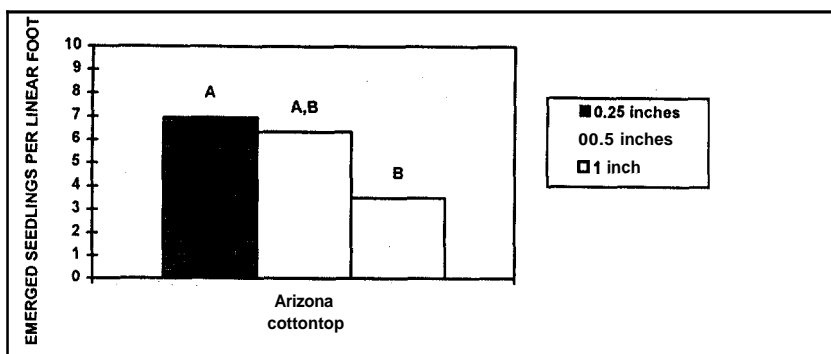 EMERGED SEEDLINGS PER LINEAR FOOT
10
9
8
7
6
5
4
3
2
1
0
A
A,B
B
Arizona
cottontop
0.25 inches
00.5 inches
1 inch